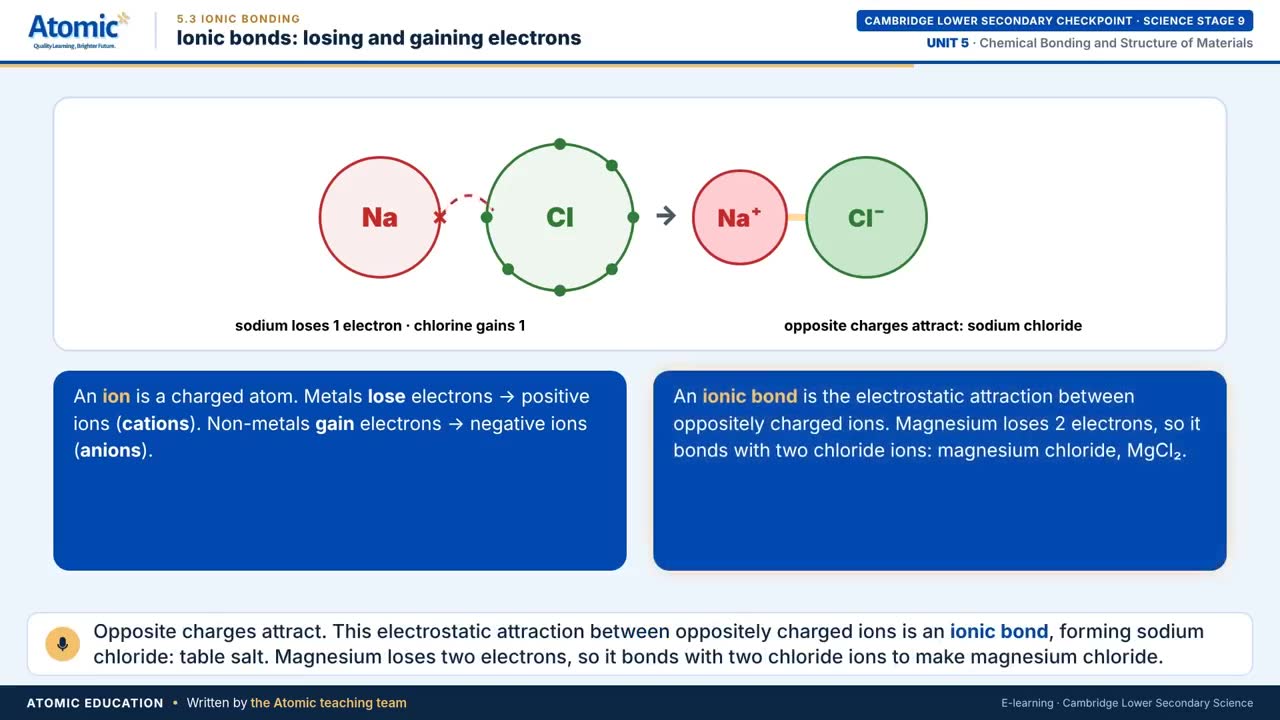 Atomic
Quality Learning, Brighter Future.
5.3 IONIC BONDING
Ionic bonds: losing and gaining electrons
CAMBRIDGE LOWER SECONDARY CHECKPOINT · SCIENCE STAGE 9
UNIT 5 · Chemical Bonding and Structure of Materials
Na
Cl
→
Na⁺
Cl⁻
sodium loses 1 electron · chlorine gains 1
opposite charges attract: sodium chloride
An ion is a charged atom. Metals lose electrons → positive
ions (cations). Non-metals gain electrons → negative ions
(anions).
An ionic bond is the electrostatic attraction between
oppositely charged ions. Magnesium loses 2 electrons, so it
bonds with two chloride ions: magnesium chloride, MgCl₂.
Opposite charges attract. This electrostatic attraction between oppositely charged ions is an ionic bond, forming sodium
chloride: table salt. Magnesium loses two electrons, so it bonds with two chloride ions to make magnesium chloride.
ATOMIC EDUCATION • Written by the Atomic teaching team
E-learning · Cambridge Lower Secondary Science